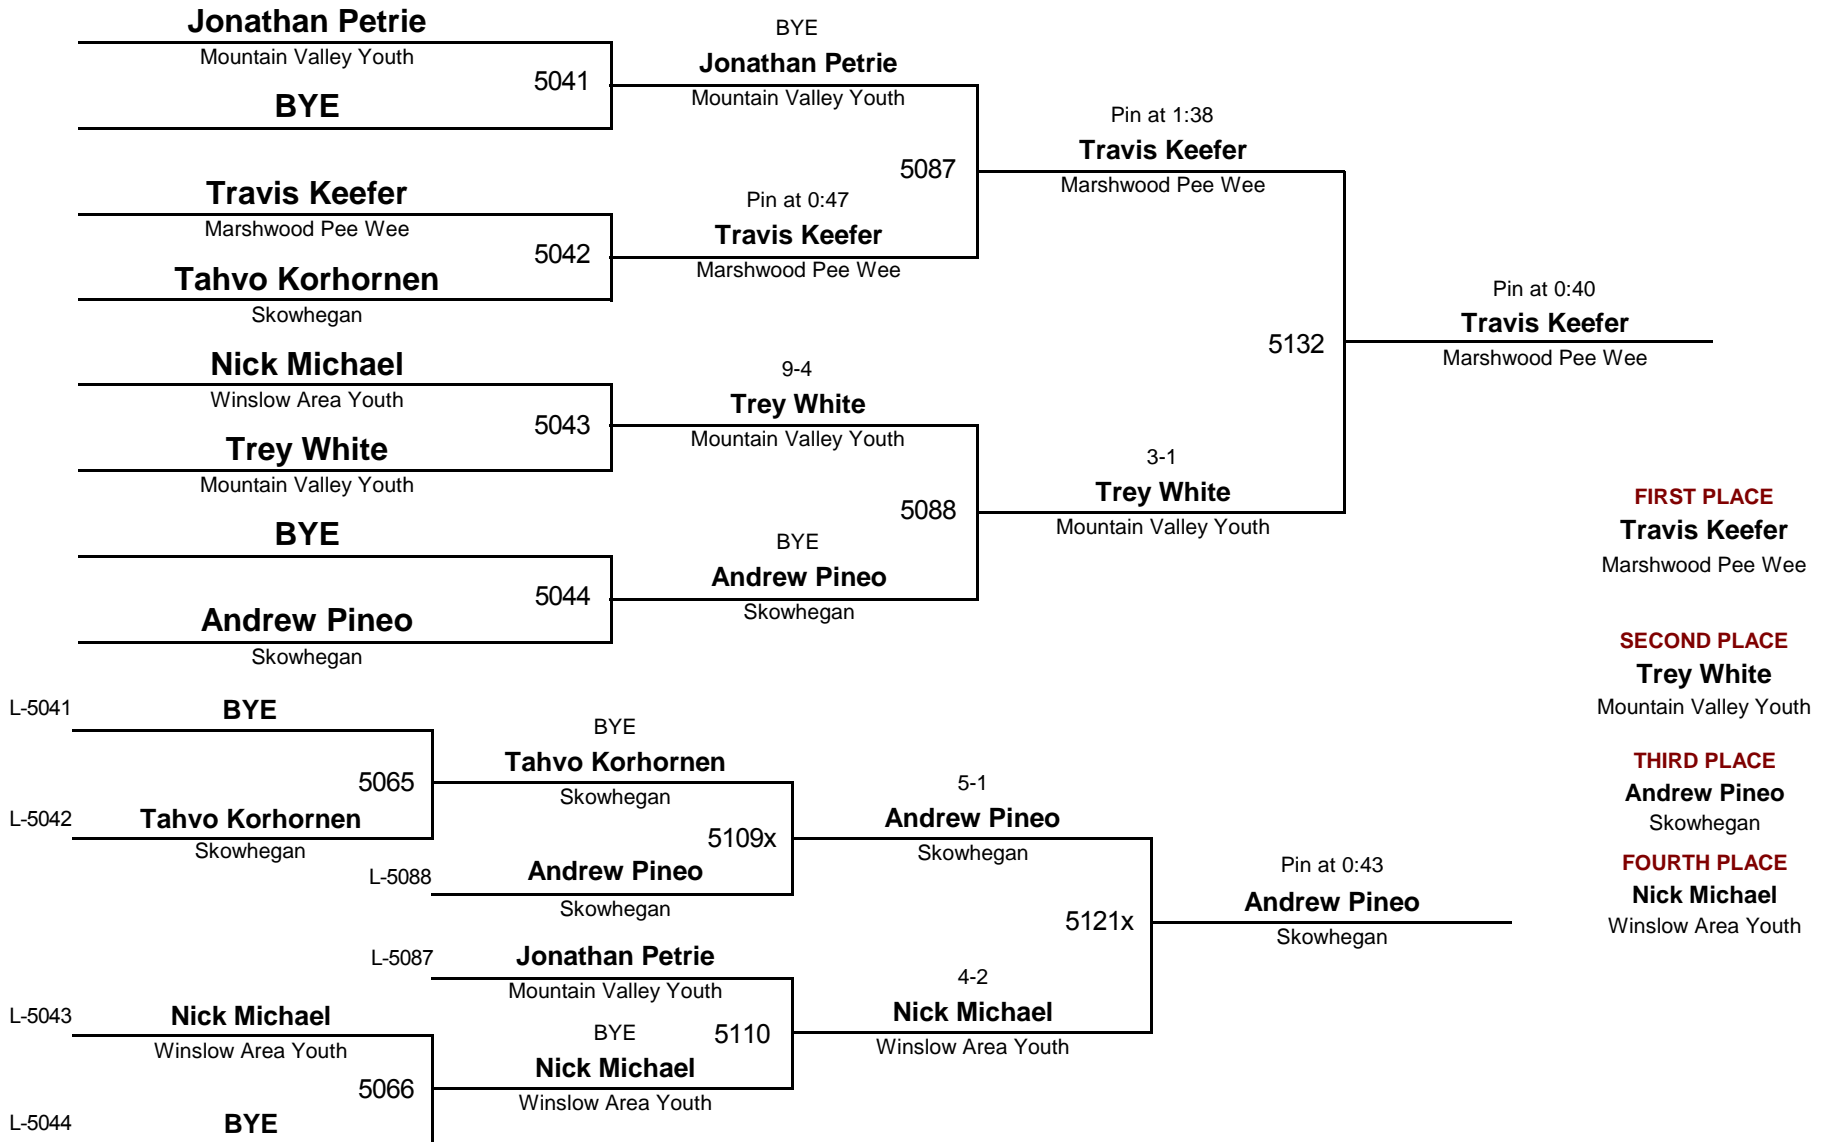 Jonathan Petrie
Mountain Valley Youth
5041
BYE
BYE
Jonathan Petrie
Mountain Valley Youth
Travis Keefer
Marshwood Pee Wee
5042
Tahvo Korhornen
Skowhegan
Pin at 0:47
Travis Keefer
Marshwood Pee Wee
5087
Pin at 1:38
Travis Keefer
Marshwood Pee Wee
Nick Michael
Winslow Area Youth
5043
Trey White
Mountain Valley Youth
9-4
Trey White
Mountain Valley Youth
BYE
5044
Andrew Pineo
Skowhegan
BYE
Andrew Pineo
Skowhegan
5088
3-1
Trey White
Mountain Valley Youth
5132
Pin at 0:40
Travis Keefer
Marshwood Pee Wee
FIRST PLACE
Travis Keefer
Marshwood Pee Wee
SECOND PLACE
Trey White
Mountain Valley Youth
THIRD PLACE
Andrew Pineo
Skowhegan
FOURTH PLACE
Nick Michael
Winslow Area Youth
L-5041
BYE
5065
L-5042
Tahvo Korhornen
Skowhegan
BYE
Tahvo Korhornen
Skowhegan
5109x
L-5088
Andrew Pineo
Skowhegan
5-1
Andrew Pineo
Skowhegan
L-5087
Jonathan Petrie
Mountain Valley Youth
5110
L-5043
Nick Michael
Winslow Area Youth
5066
L-5044
BYE
BYE
Nick Michael
Winslow Area Youth
4-2
Nick Michael
Winslow Area Youth
5121x
Pin at 0:43
Andrew Pineo
Skowhegan